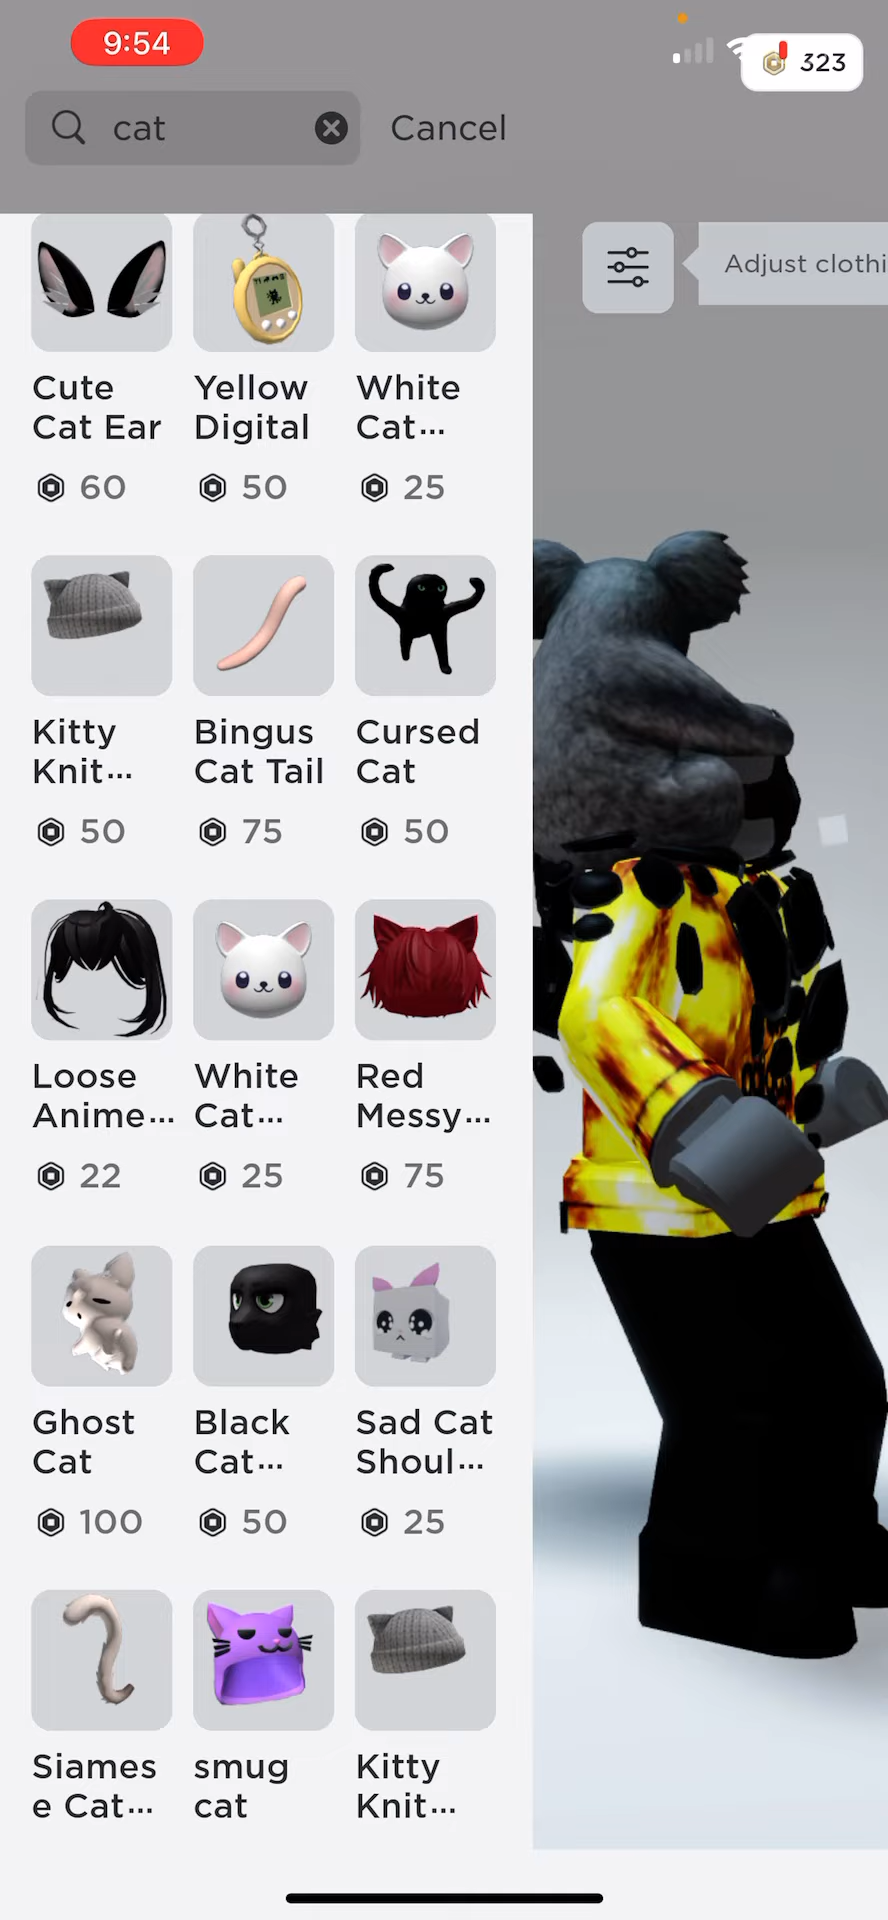 9:54
323
cat
Cancel
Adjust clothi
Cute
Cat Ear
60
Yellow
Digital
50
White
Cat...
25
Kitty
Knit...
50
Bingus
Cat Tail
75
Cursed
Cat
50
Loose
Anime...
22
White
Cat...
25
Red
Messy...
75
Ghost
Cat
100
Black
Cat...
50
Sad Cat
Shoul...
25
Siames
e Cat...
smug
cat
Kitty
Knit...